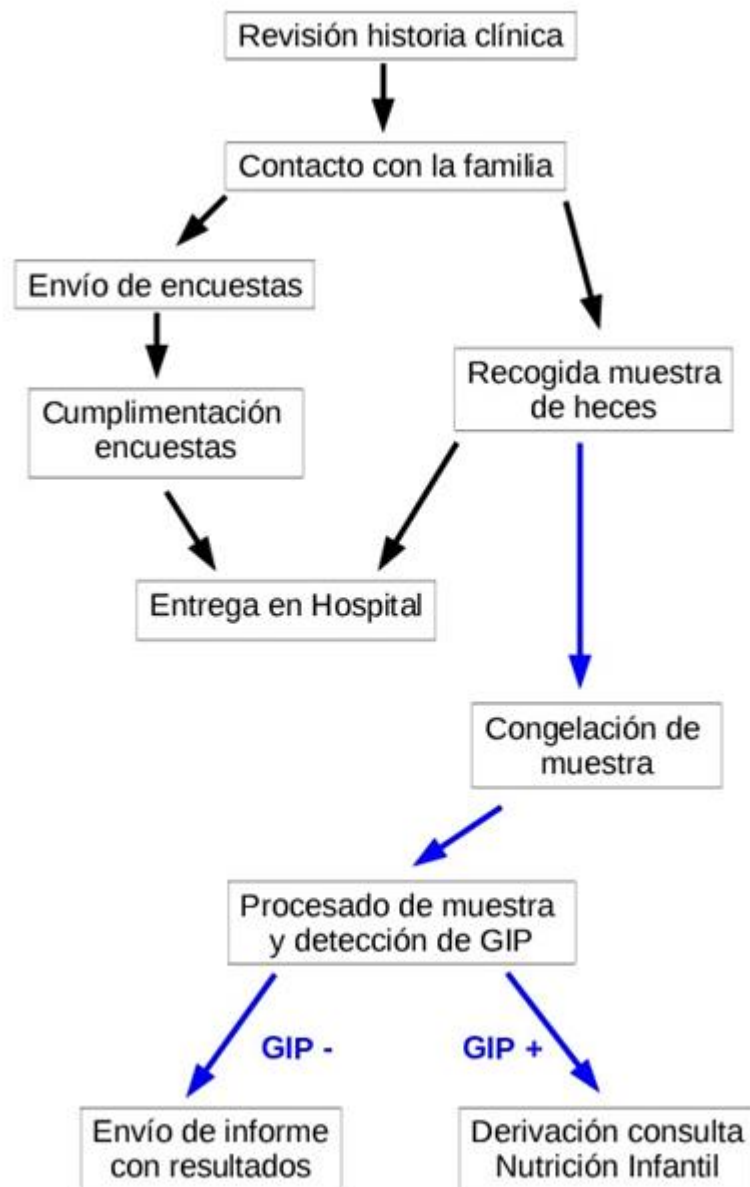 Revisión historia clínica
Contacto con la familia
Envío de encuestas
Cumplimentación
encuestas
Recogida muestra
de heces
Entrega en Hospital
Congelación de
muestra
Procesado de muestra
y detección de GIP
GIP -
GIP +
Envío de informe
con resultados
Derivación consulta
Nutrición Infantil